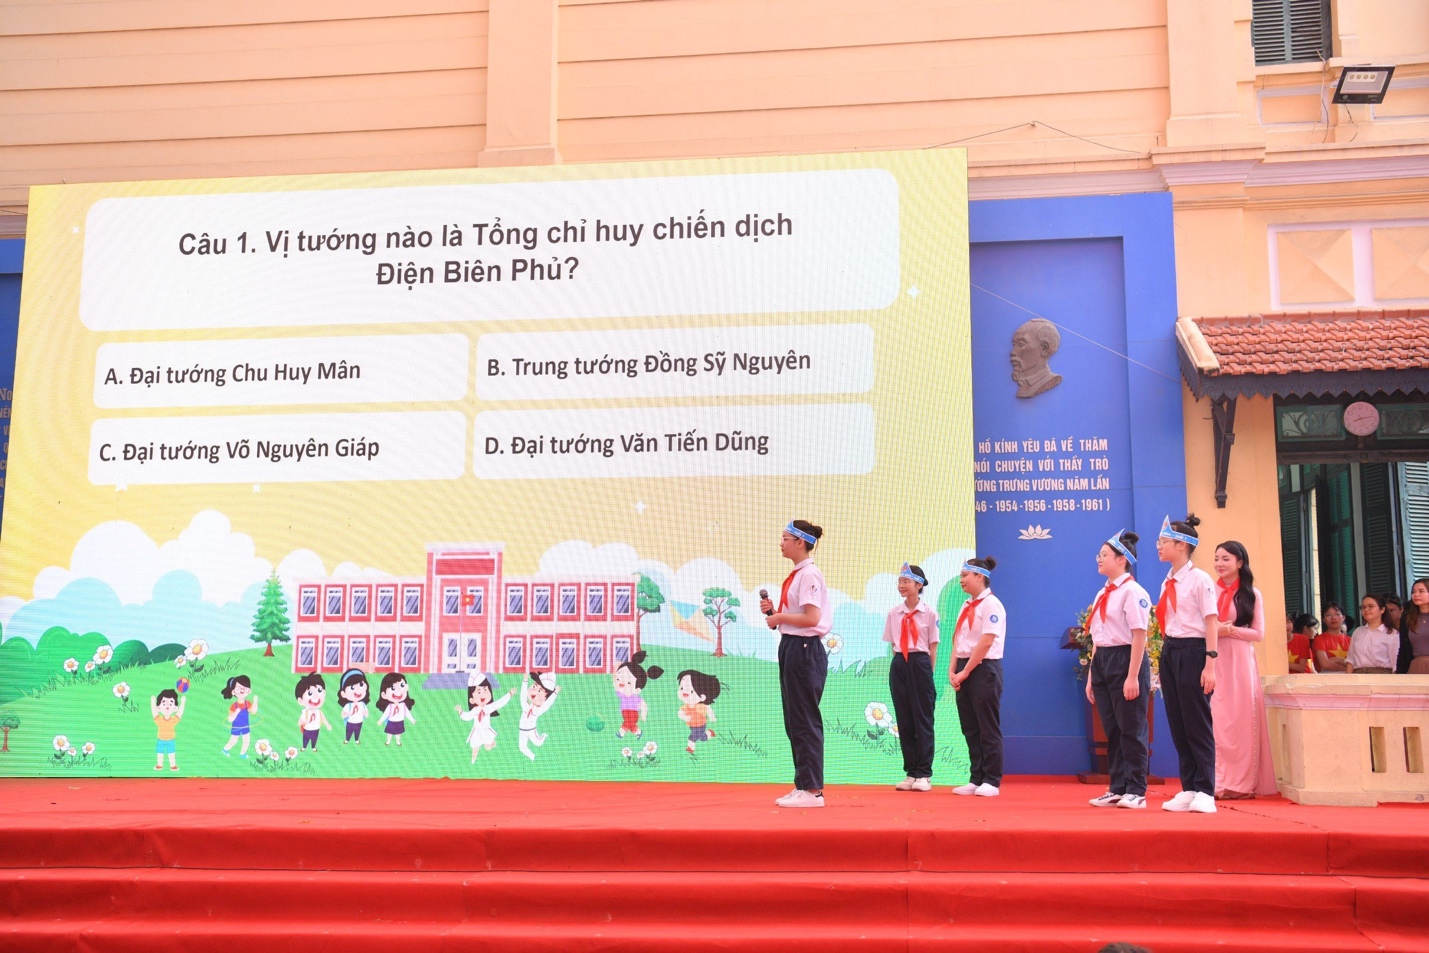 Câu 1. Vị tướng nào là Tổng chỉ huy chiến dịch
Điện Biên Phủ?
A. Đại tướng Chu Huy Mân
B. Trung tướng Đồng Sỹ Nguyên
C. Đại tướng Võ Nguyên Giáp
D. Đại tướng Văn Tiến Dũng
HỒ KÍNH YÊU ĐÃ VỀ THĂM
NÓI CHUYỆN VỚI THẦY TRÒ
TRƯNG VƯƠNG NĂM LẦN
- 1954 - 1956 - 1958 - 1961 )